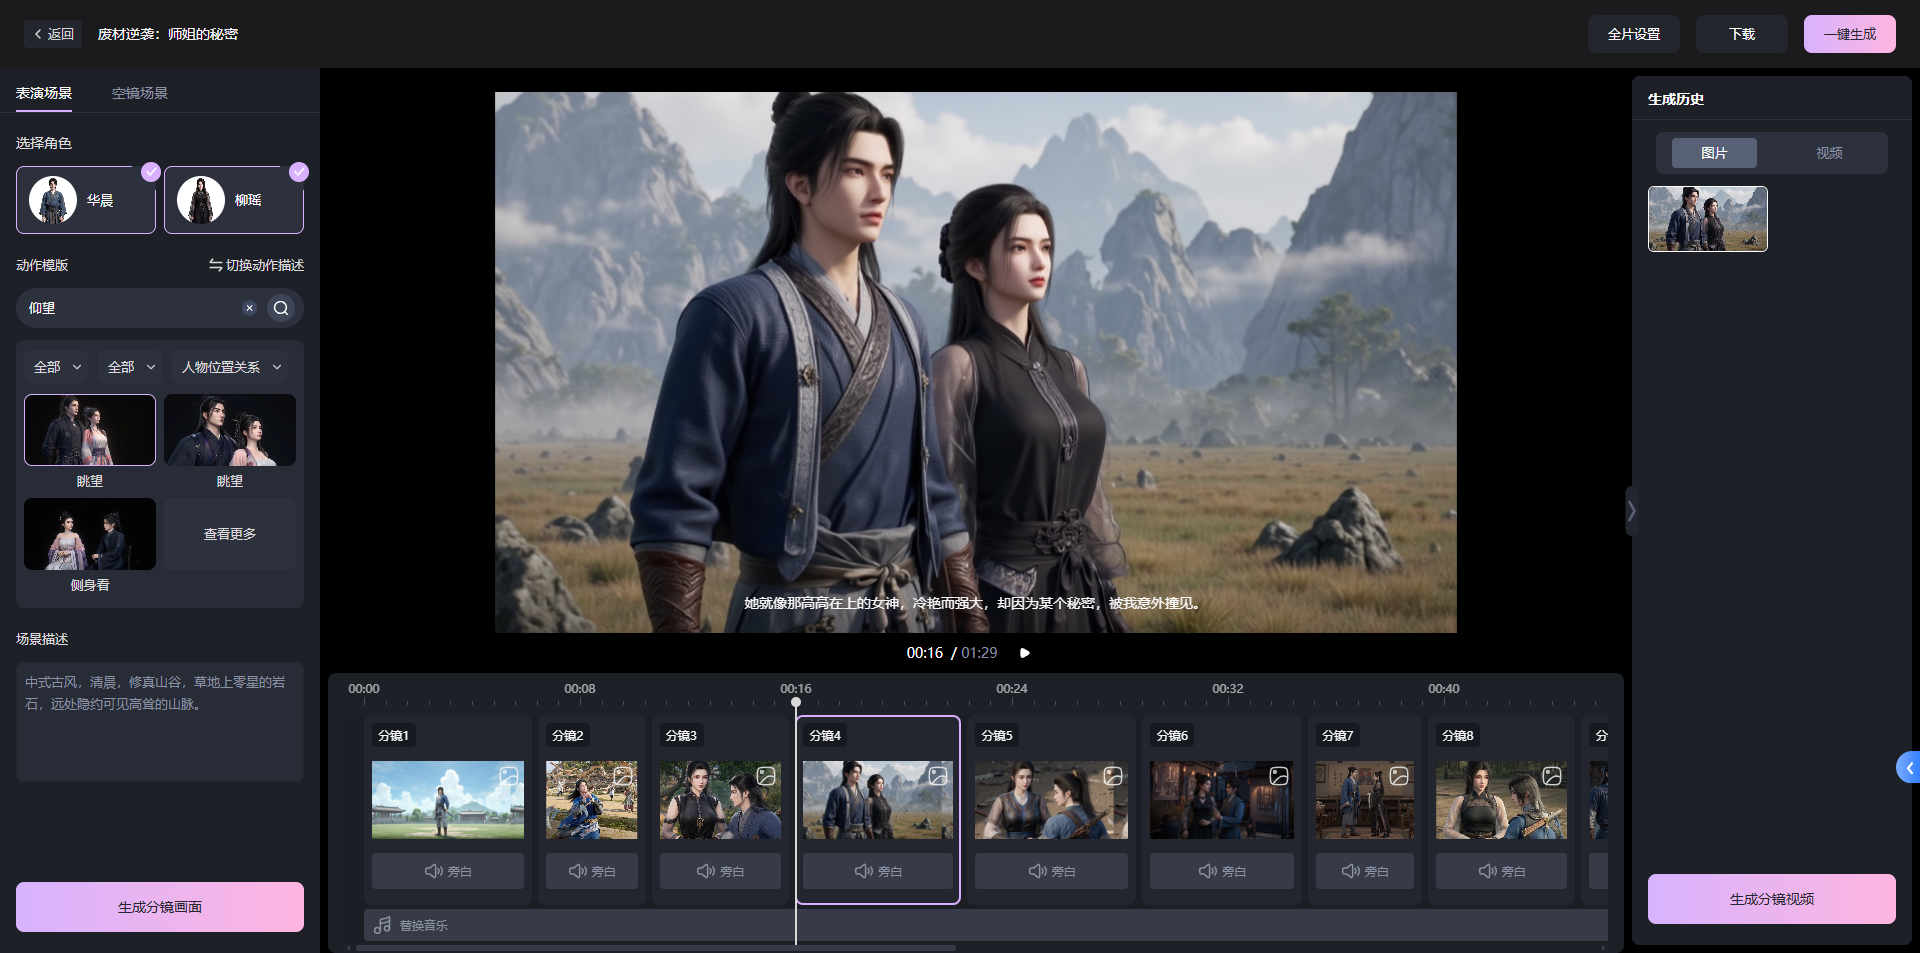 返回
废材逆袭：师姐的秘密
全片设置
下载
一键生成
表演场景
空镜场景
选择角色
华晨
柳瑶
动作模版
切换动作描述
仰望
全部
全部
人物位置关系
眺望
眺望
侧身看
查看更多
场景描述
中式古风，清晨，修真山谷，草地上零星的岩
石，远处隐约可见高耸的山脉。
生成分镜画面
她就像那高高在上的女神，冷艳而强大，却因为某个秘密，被我意外撞见。
00:16 / 01:29
00:00
00:08
00:16
00:24
00:32
00:40
分镜1
分镜2
分镜3
分镜4
分镜5
分镜6
分镜7
分镜8
分
旁白
旁白
旁白
旁白
旁白
旁白
旁白
旁白
替换音乐
生成历史
图片
视频
生成分镜视频